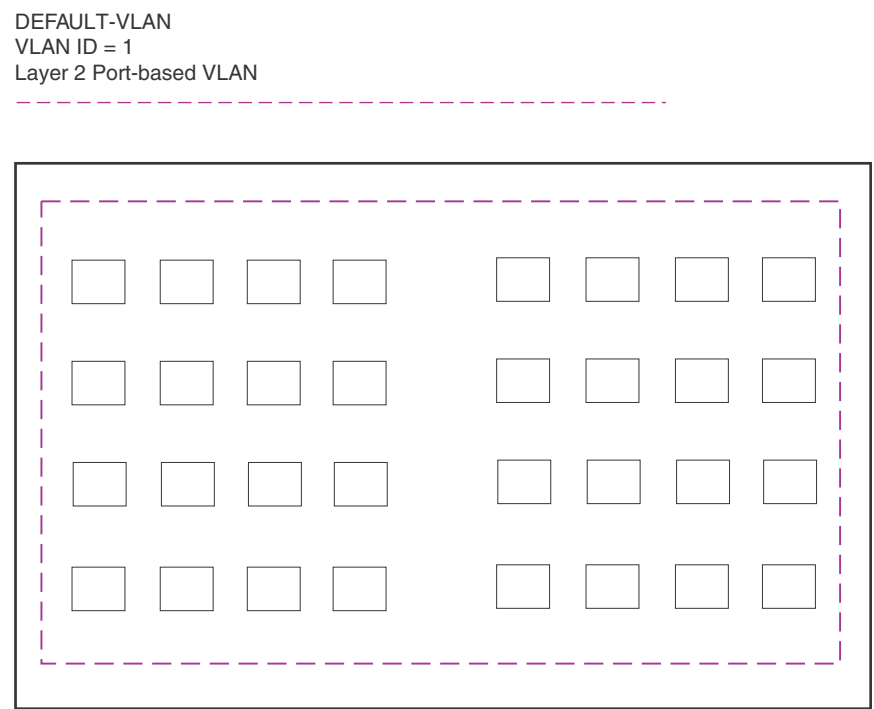 DEFAULT-VLAN
VLAN ID = 1
Layer 2 Port-based VLAN